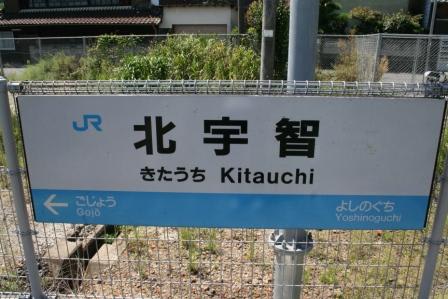 JR
北宇智
きたうち Kitauchi
← ごじょう
Gojō
よしのぐち
Yoshinoguchi